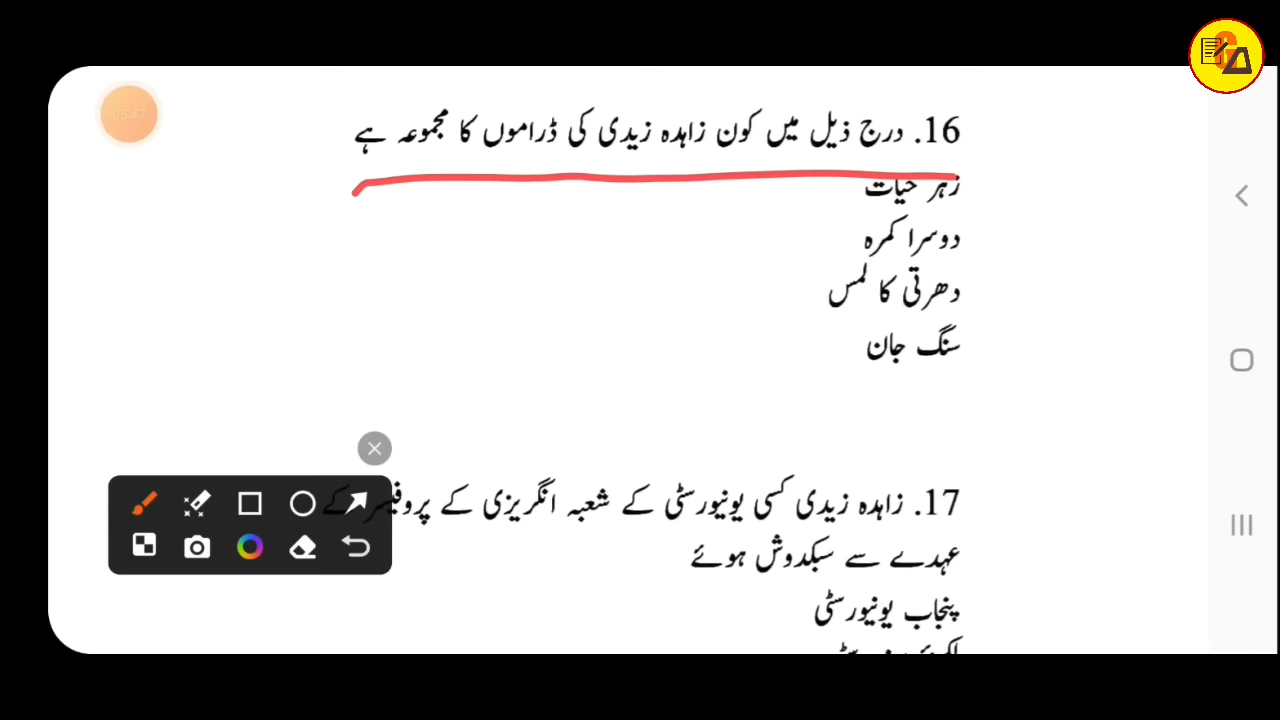 16. درج ذیل میں کون زاہدہ زیدی کی ڈراموں کا مجموعہ ہے
زہر حیات
دوسرا کمرہ
دھرتی کا لمس
سنگ جان
17. زاہدہ زیدی کسی یونیورسٹی کے شعبہ انگریزی کے پروفیسر کے
عہدے سے سبکدوش ہوئے
پنجاب یونیورسٹی